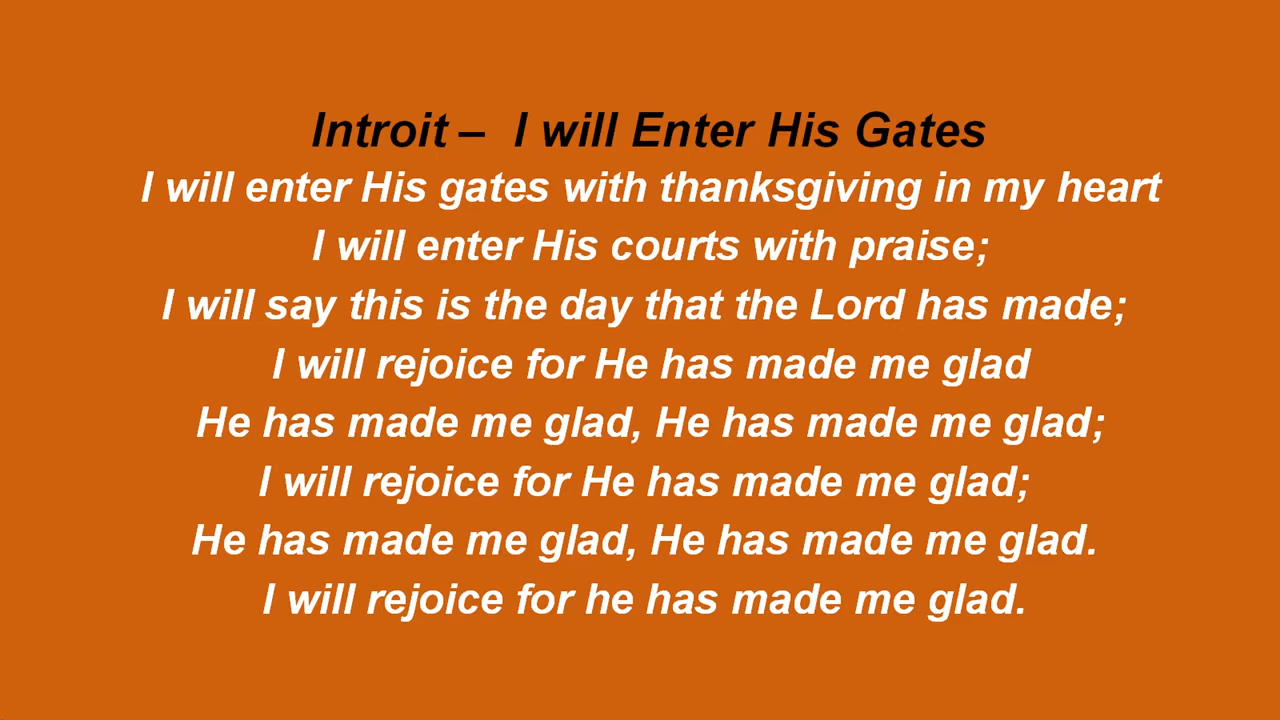 Introit – I will Enter His Gates
I will enter His gates with thanksgiving in my heart
I will enter His courts with praise;
I will say this is the day that the Lord has made;
I will rejoice for He has made me glad
He has made me glad, He has made me glad;
I will rejoice for He has made me glad;
He has made me glad, He has made me glad.
I will rejoice for he has made me glad.